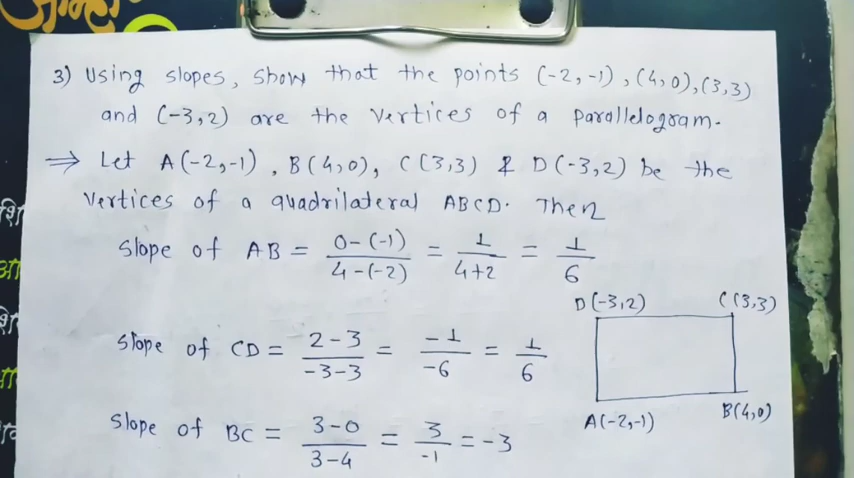 आम्ही
3) Using slopes, show that the points (-2,-1), (4,0), (3,3)
and (-3,2) are the vertices of a parallelogram.
⇒ Let A(-2,-1), B(4,0), C(3,3) & D(-3,2) be the
vertices of a quadrilateral ABCD. Then
Slope of AB = 0-(-1) / 4-(-2) = 1 / 4+2 = 1/6
D(-3,2) C(3,3)
Slope of CD = 2-3 / -3-3 = -1 / -6 = 1/6
A(-2,-1) B(4,0)
Slope of BC = 3-0 / 3-4 = 3 / -1 = -3